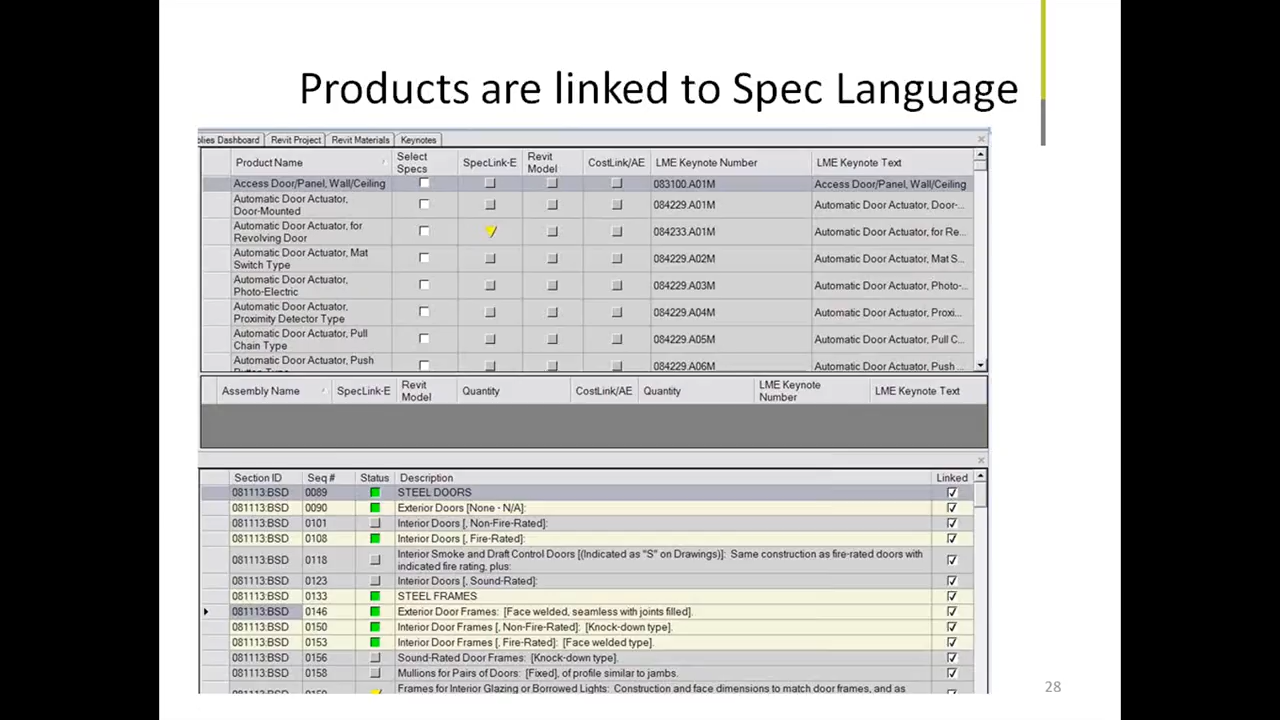 Products are linked to Spec Language
plies Dashboard Revit Project Revit Materials Keynotes
Product Name Select Specs SpecLink-E Revit Model CostLink/AE LME Keynote Number LME Keynote Text
Access Door/Panel, Wall/Ceiling 083100.A01M Access Door/Panel, Wall/Ceiling
Automatic Door Actuator, Door-Mounted 084229.A01M Automatic Door Actuator, Door-...
Automatic Door Actuator, for Revolving Door 084233.A01M Automatic Door Actuator, for Re...
Automatic Door Actuator, Mat Switch Type 084229.A02M Automatic Door Actuator, Mat S...
Automatic Door Actuator, Photo-Electric 084229.A03M Automatic Door Actuator, Photo-...
Automatic Door Actuator, Proximity Detector Type 084229.A04M Automatic Door Actuator, Proxi...
Automatic Door Actuator, Pull Chain Type 084229.A05M Automatic Door Actuator, Pull C...
Automatic Door Actuator, Push Button Type 084229.A06M Automatic Door Actuator, Push ...
Assembly Name SpecLink-E Revit Model Quantity CostLink/AE Quantity LME Keynote Number LME Keynote Text
Section ID Seq # Status Description Linked
081113:BSD 0089 STEEL DOORS
081113:BSD 0090 Exterior Doors [None - N/A]:
081113:BSD 0101 Interior Doors [, Non-Fire-Rated]:
081113:BSD 0108 Interior Doors [, Fire-Rated]:
081113:BSD 0118 Interior Smoke and Draft Control Doors [(Indicated as "S" on Drawings)]: Same construction as fire-rated doors with
indicated fire rating, plus:
081113:BSD 0123 Interior Doors [, Sound-Rated]:
081113:BSD 0133 STEEL FRAMES
081113:BSD 0146 Exterior Door Frames: [Face welded, seamless with joints filled].
081113:BSD 0150 Interior Door Frames [, Non-Fire-Rated]: [Knock-down type].
081113:BSD 0153 Interior Door Frames [, Fire-Rated]: [Face welded type].
081113:BSD 0156 Sound-Rated Door Frames: [Knock-down type].
081113:BSD 0158 Mullions for Pairs of Doors: [Fixed], of profile similar to jambs.
081113:BSD 0159 Frames for Interior Glazing or Borrowed Lights: Construction and face dimensions to match door frames, and as
28